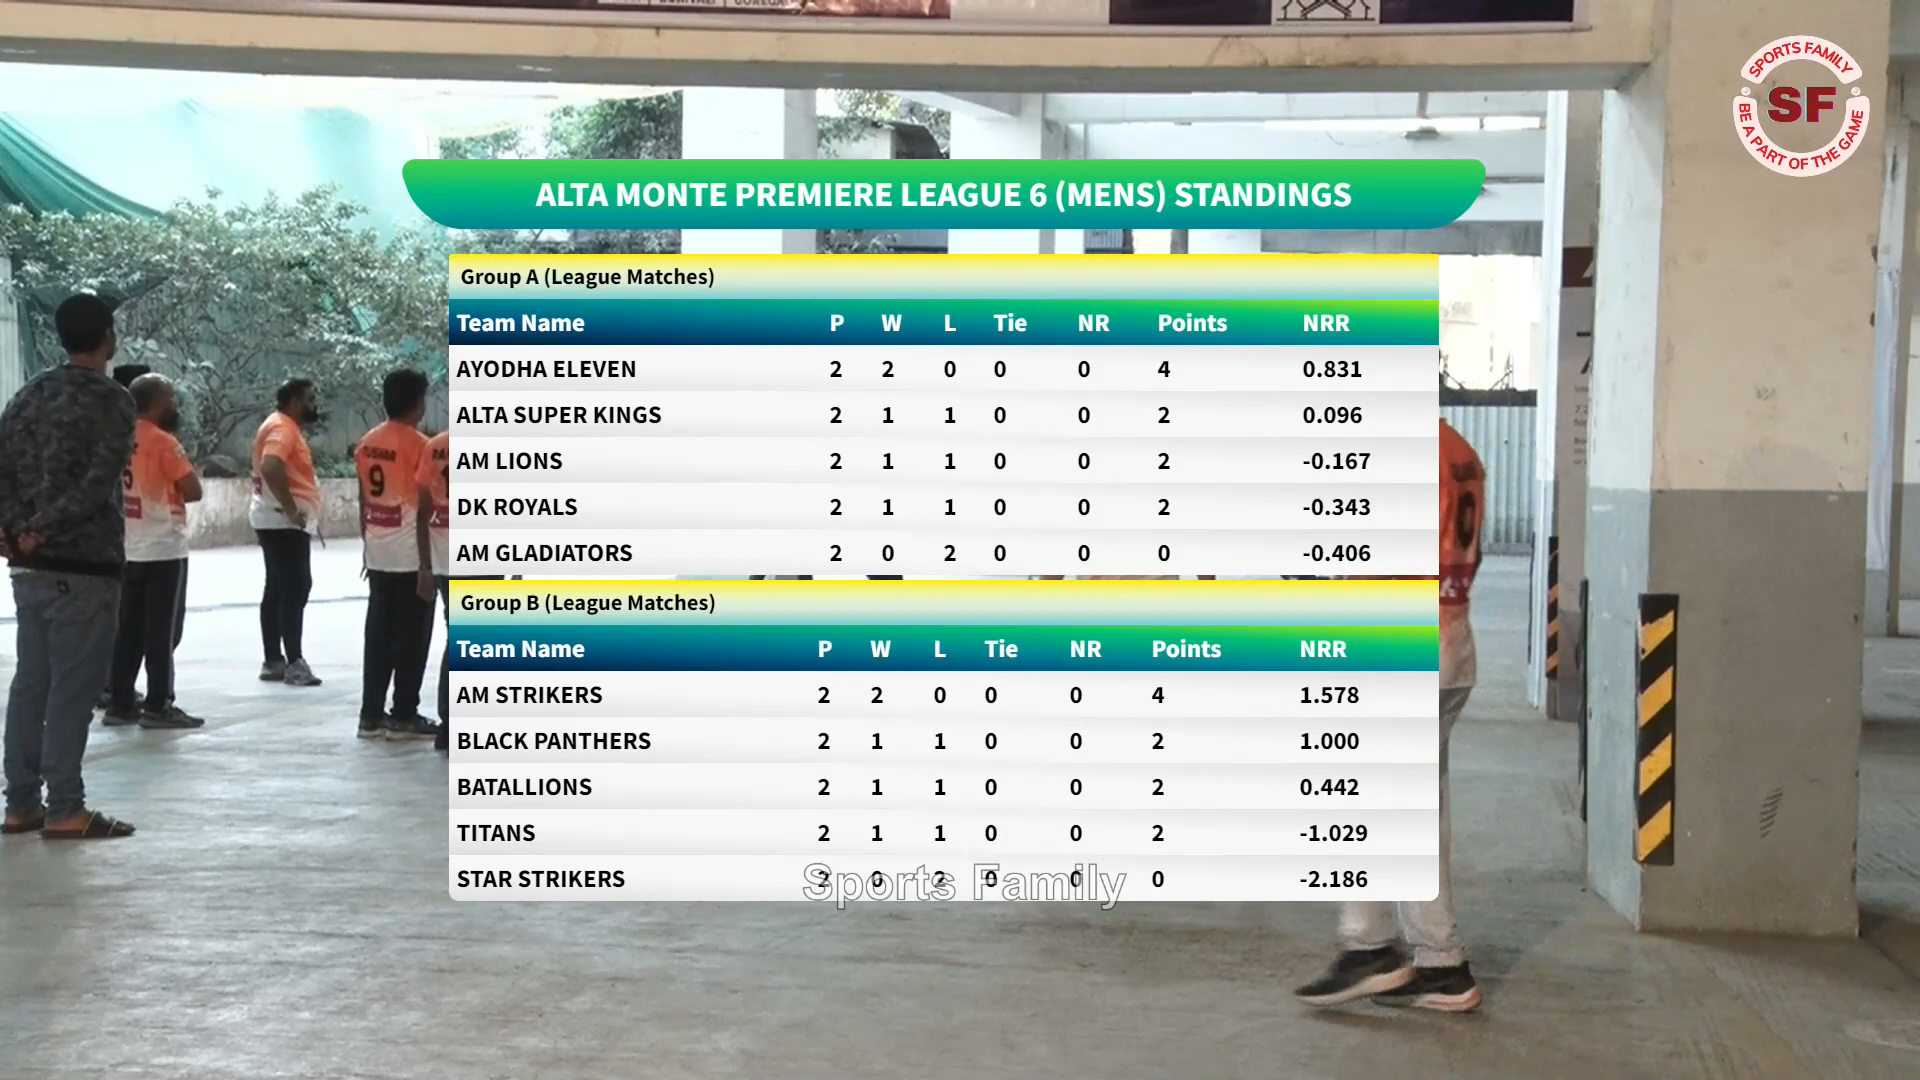 SPORTS FAMILY
SF
BE A PART OF THE GAME
ALTA MONTE PREMIERE LEAGUE 6 (MENS) STANDINGS
Group A (League Matches)
Team Name P W L Tie NR Points NRR
AYODHA ELEVEN 2 2 0 0 0 4 0.831
ALTA SUPER KINGS 2 1 1 0 0 2 0.096
AM LIONS 2 1 1 0 0 2 -0.167
DK ROYALS 2 1 1 0 0 2 -0.343
AM GLADIATORS 2 0 2 0 0 0 -0.406
Group B (League Matches)
Team Name P W L Tie NR Points NRR
AM STRIKERS 2 2 0 0 0 4 1.578
BLACK PANTHERS 2 1 1 0 0 2 1.000
BATALLIONS 2 1 1 0 0 2 0.442
TITANS 2 1 1 0 0 2 -1.029
STAR STRIKERS 2 0 2 0 0 0 -2.186
Sports Family
TUSHAR
9